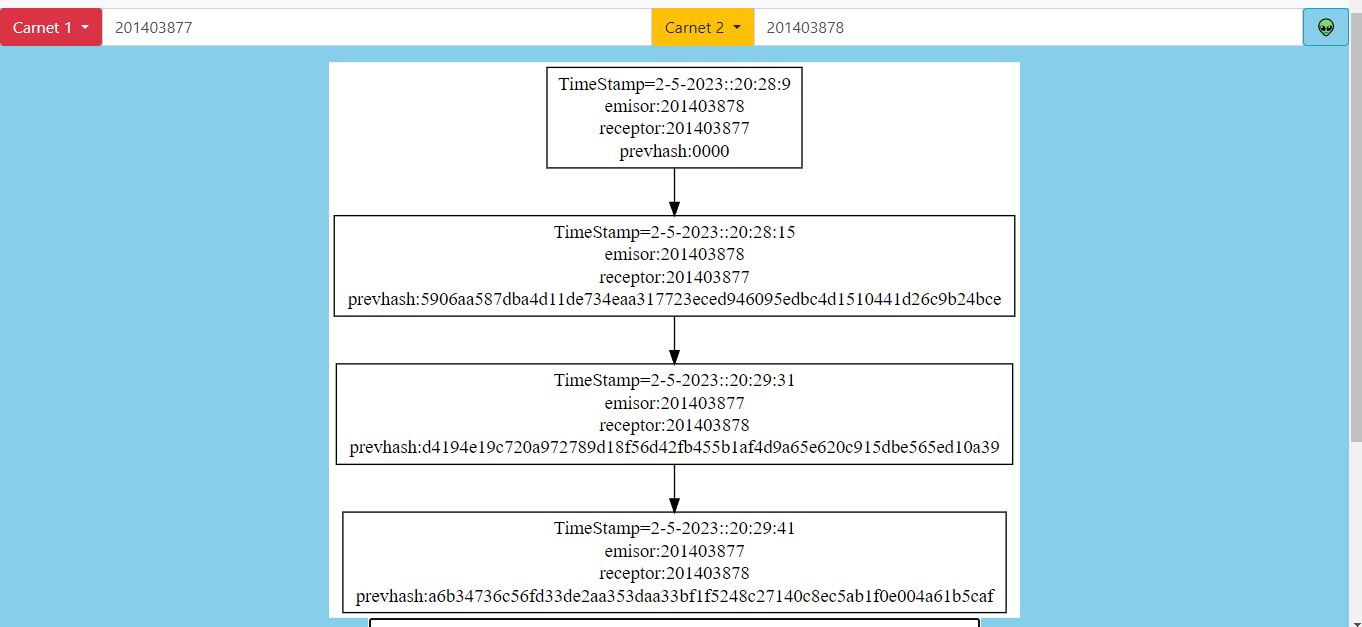 Carnet 1 201403877 Carnet 2 201403878
TimeStamp=2-5-2023::20:28:9
emisor:201403878
receptor:201403877
prevhash:0000
TimeStamp=2-5-2023::20:28:15
emisor:201403878
receptor:201403877
prevhash:5906aa587dba4d11de734eaa317723eced946095edbc4d1510441d26c9b24bce
TimeStamp=2-5-2023::20:29:31
emisor:201403877
receptor:201403878
prevhash:d4194e19c720a972789d18f56d42fb455b1af4d9a65e620c915dbe565ed10a39
TimeStamp=2-5-2023::20:29:41
emisor:201403877
receptor:201403878
prevhash:a6b34736c56fd33de2aa353daa33bf1f5248c27140c8ec5ab1f0e004a61b5caf